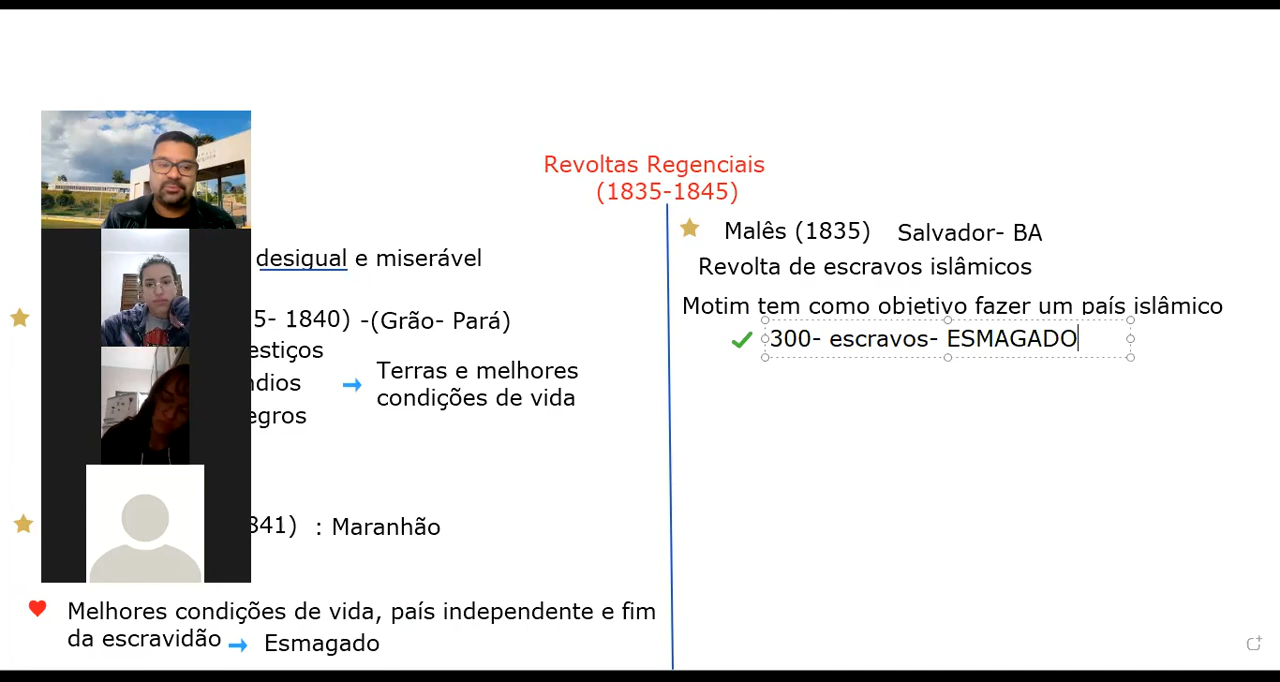 Revoltas Regenciais
(1835-1845)
desigual e miserável
5- 1840) -(Grão- Pará)
estiços
ndios
egros
Terras e melhores
condições de vida
841) : Maranhão
Melhores condições de vida, país independente e fim
da escravidão
Esmagado
Malês (1835) Salvador- BA
Revolta de escravos islâmicos
Motim tem como objetivo fazer um país islâmico
300- escravos- ESMAGADO